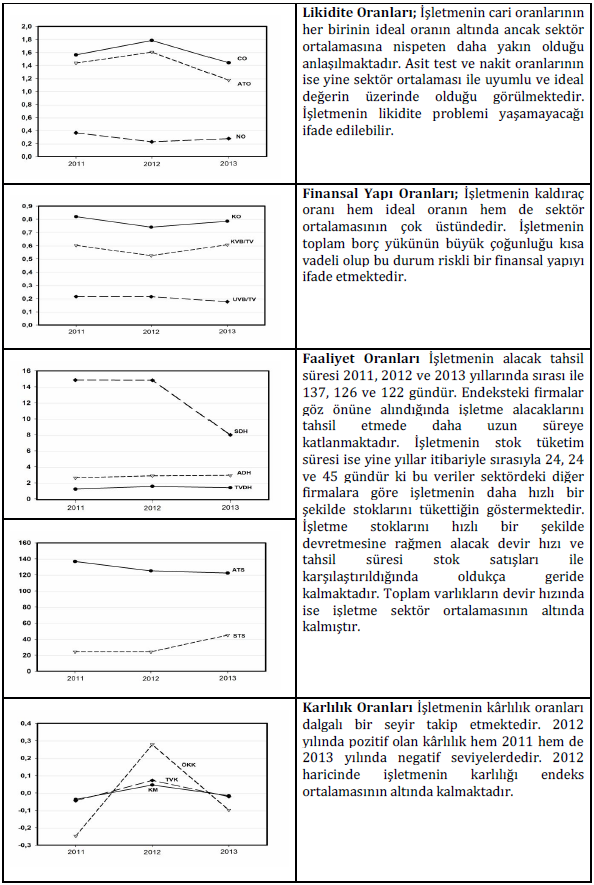 2,0
1,8
1,6
1,4
1,2
1,0
0,8
0,6
0,4
0,2
0,0
CO
ATO
NO
2011 2012 2013
Likidite Oranları; İşletmenin cari oranlarının
her birinin ideal oranın altında ancak sektör
ortalamasına nispeten daha yakın olduğu
anlaşılmaktadır. Asit test ve nakit oranlarının
ise yine sektör ortalaması ile uyumlu ve ideal
değerin üzerinde olduğu görülmektedir.
İşletmenin likidite problemi yaşamayacağı
ifade edilebilir.
0,9
0,8
0,7
0,6
0,5
0,4
0,3
0,2
0,1
0,0
KO
KVB/TV
UVB/TV
2011 2012 2013
Finansal Yapı Oranları; İşletmenin kaldıraç
oranı hem ideal oranın hem de sektör
ortalamasının çok üstündedir. İşletmenin
toplam borç yükünün büyük çoğunluğu kısa
vadeli olup bu durum riskli bir finansal yapıyı
ifade etmektedir.
16
14
12
10
8
6
4
2
0
SDH
ADH
TVDH
2011 2012 2013
160
140
120
100
80
60
40
20
0
ATS
STS
2011 2012 2013
Faaliyet Oranları İşletmenin alacak tahsil
süresi 2011, 2012 ve 2013 yıllarında sırası ile
137, 126 ve 122 gündür. Endeksteki firmalar
göz önüne alındığında işletme alacaklarını
tahsil etmede daha uzun süreye
katlanmaktadır. İşletmenin stok tüketim
süresi ise yine yıllar itibariyle sırasıyla 24, 24
ve 45 gündür ki bu veriler sektördeki diğer
firmalara göre işletmenin daha hızlı bir
şekilde stoklarını tükettiğin göstermektedir.
İşletme stoklarını hızlı bir şekilde
devretmesine rağmen alacak devir hızı ve
tahsil süresi stok satışları ile
karşılaştırıldığında oldukça geride
kalmaktadır. Toplam varlıkların devir hızında
ise işletme sektör ortalamasının altında
kalmıştır.
0,4
0,3
0,2
0,1
0,0
-0,1
-0,2
-0,3
ÖKK
TVK
KM
2011 2012 2013
Karlılık Oranları İşletmenin kârlılık oranları
dalgalı bir seyir takip etmektedir. 2012
yılında pozitif olan kârlılık hem 2011 hem de
2013 yılında negatif seviyelerdedir. 2012
haricinde işletmenin karlılığı endeks
ortalamasının altında kalmaktadır.